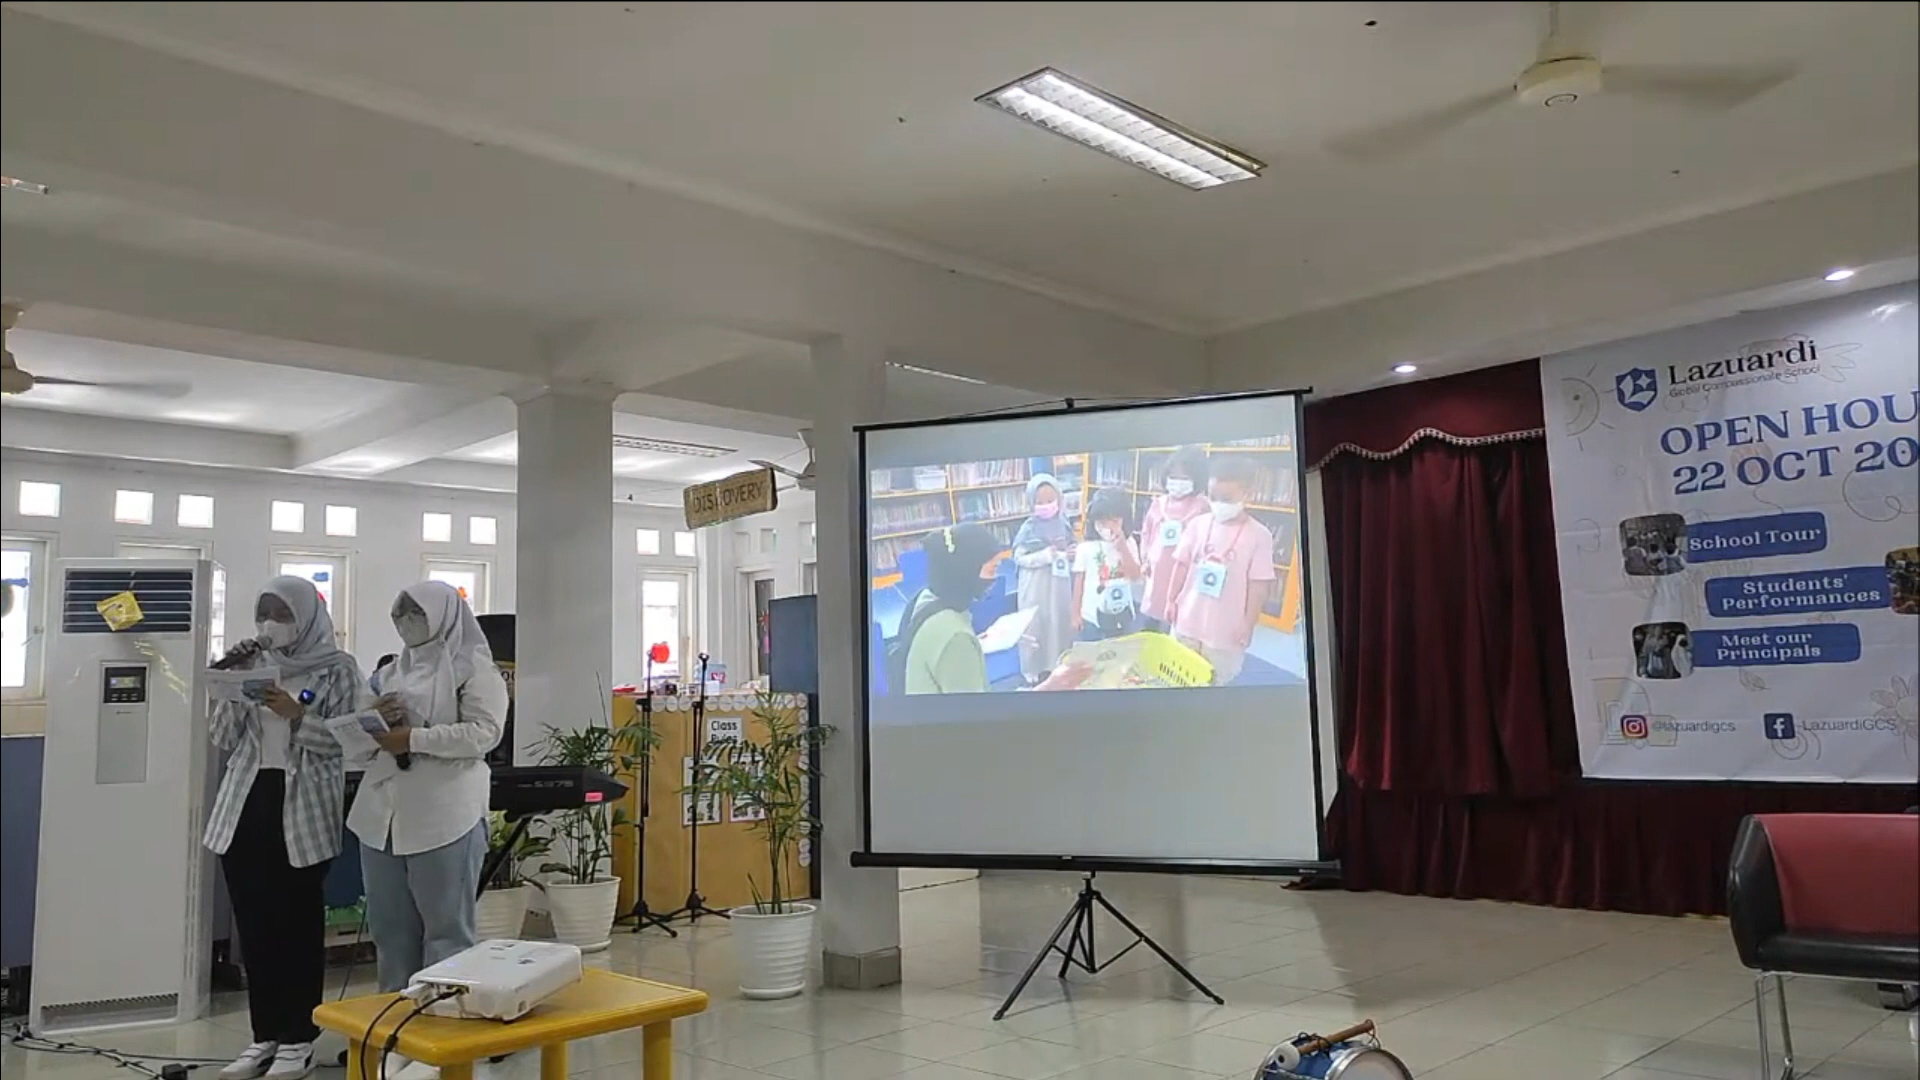 DISCOVERY
Class
Rules
Lazuardi
Global Compassionate School
OPEN HOU
22 OCT 20
School Tour
Students'
Performances
Meet our
Principals
@lazuardigcs
LazuardiGCS